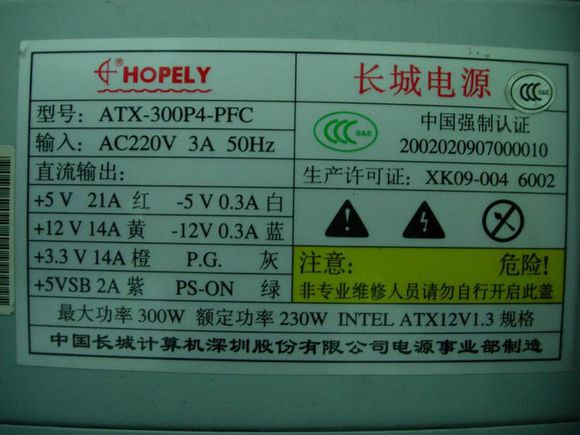 HOPELY
长城电源
型号: ATX-300P4-PFC
输入: AC220V 3A 50Hz
CCC S&E
中国强制认证
2002020907000010
直流输出:
生产许可证: XK09-004 6002
+5 V 21A 红 -5 V 0.3A 白
+12 V 14A 黄 -12V 0.3A 蓝
+3.3 V 14A 橙 P.G. 灰
+5VSB 2A 紫 PS-ON 绿
注意: 危险!
非专业维修人员请勿自行开启此盖
最大功率 300W 额定功率 230W INTEL ATX12V1.3 规格
中国长城计算机深圳股份有限公司电源事业部制造